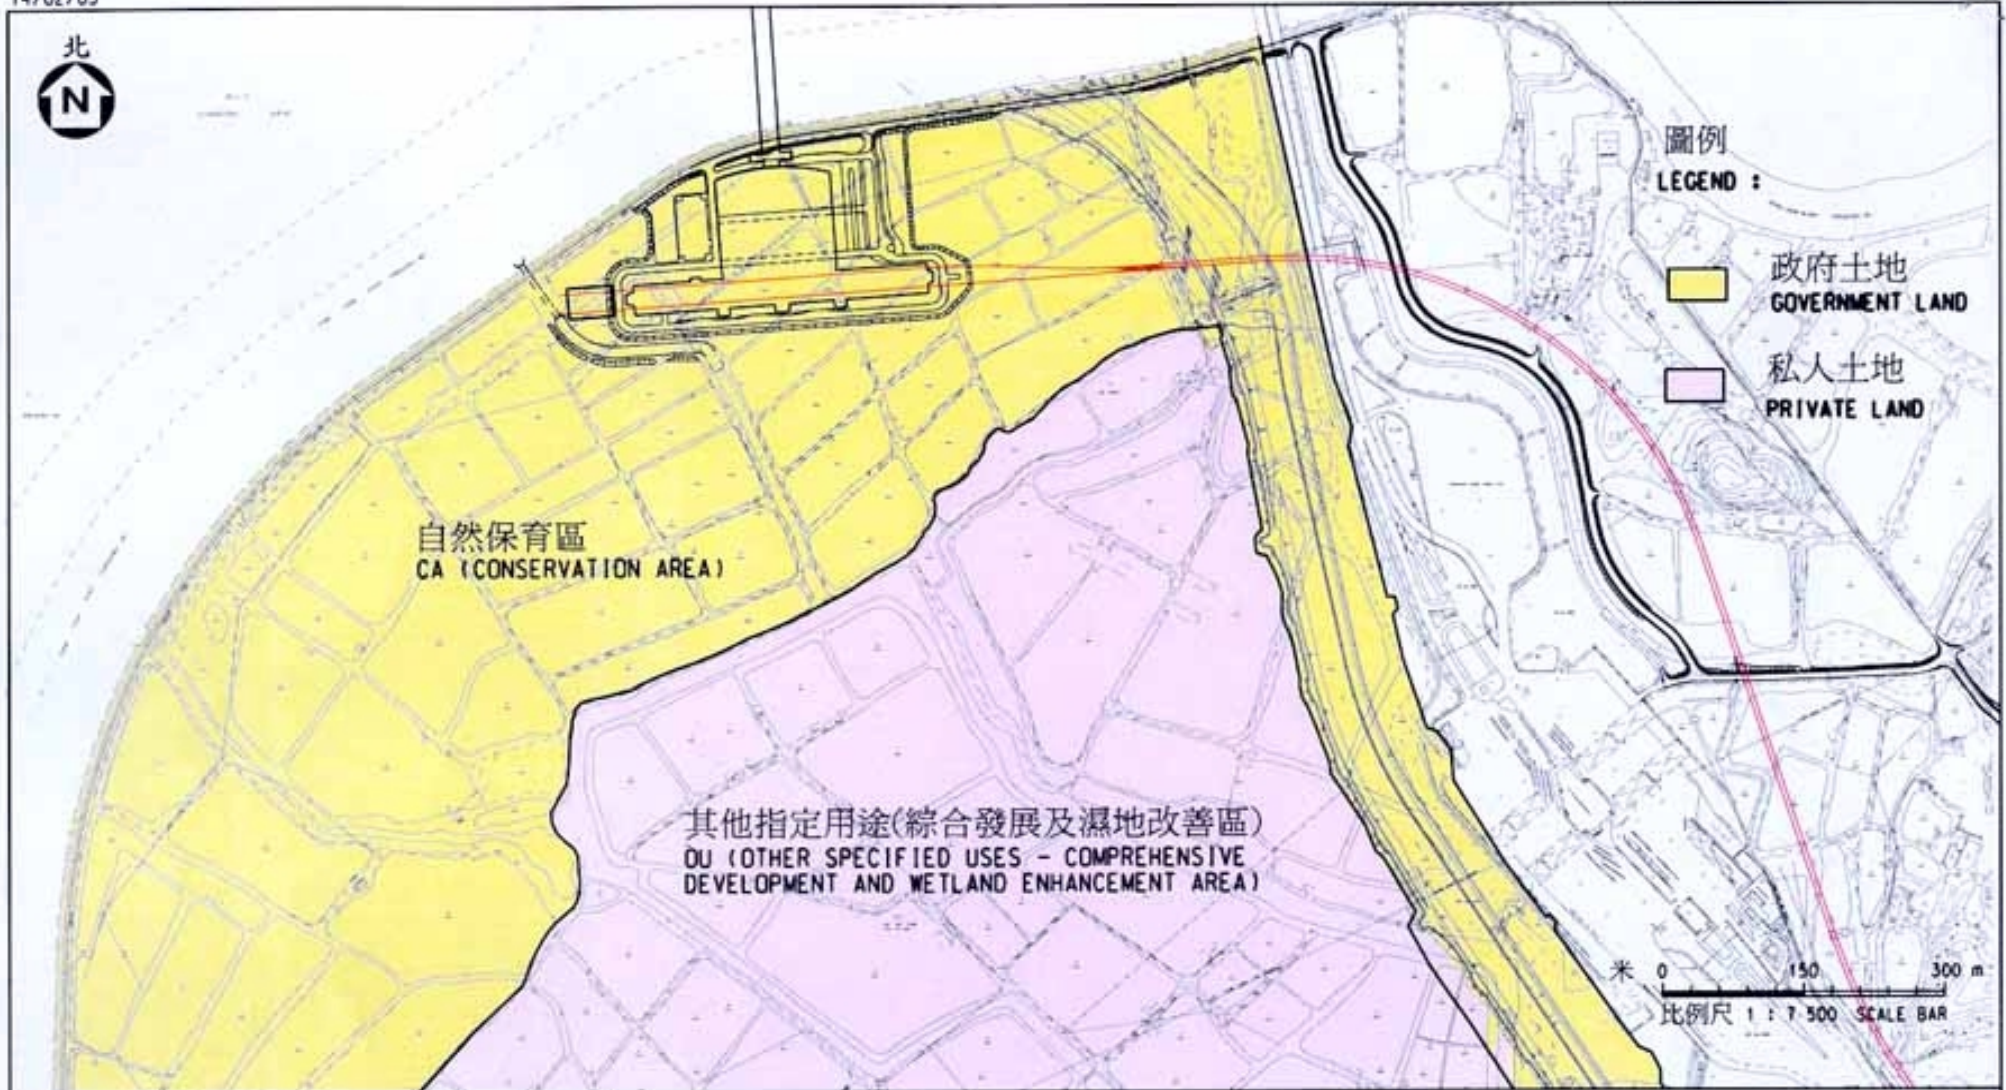 14/02/05
北
N
圖例
LEGEND :
政府土地
GOVERNMENT LAND
私人土地
PRIVATE LAND
自然保育區
CA (CONSERVATION AREA)
其他指定用途(綜合發展及濕地改善區)
OU (OTHER SPECIFIED USES - COMPREHENSIVE
DEVELOPMENT AND WETLAND ENHANCEMENT AREA)
米 0 150 300 m
比例尺 1 : 7 500 SCALE BAR